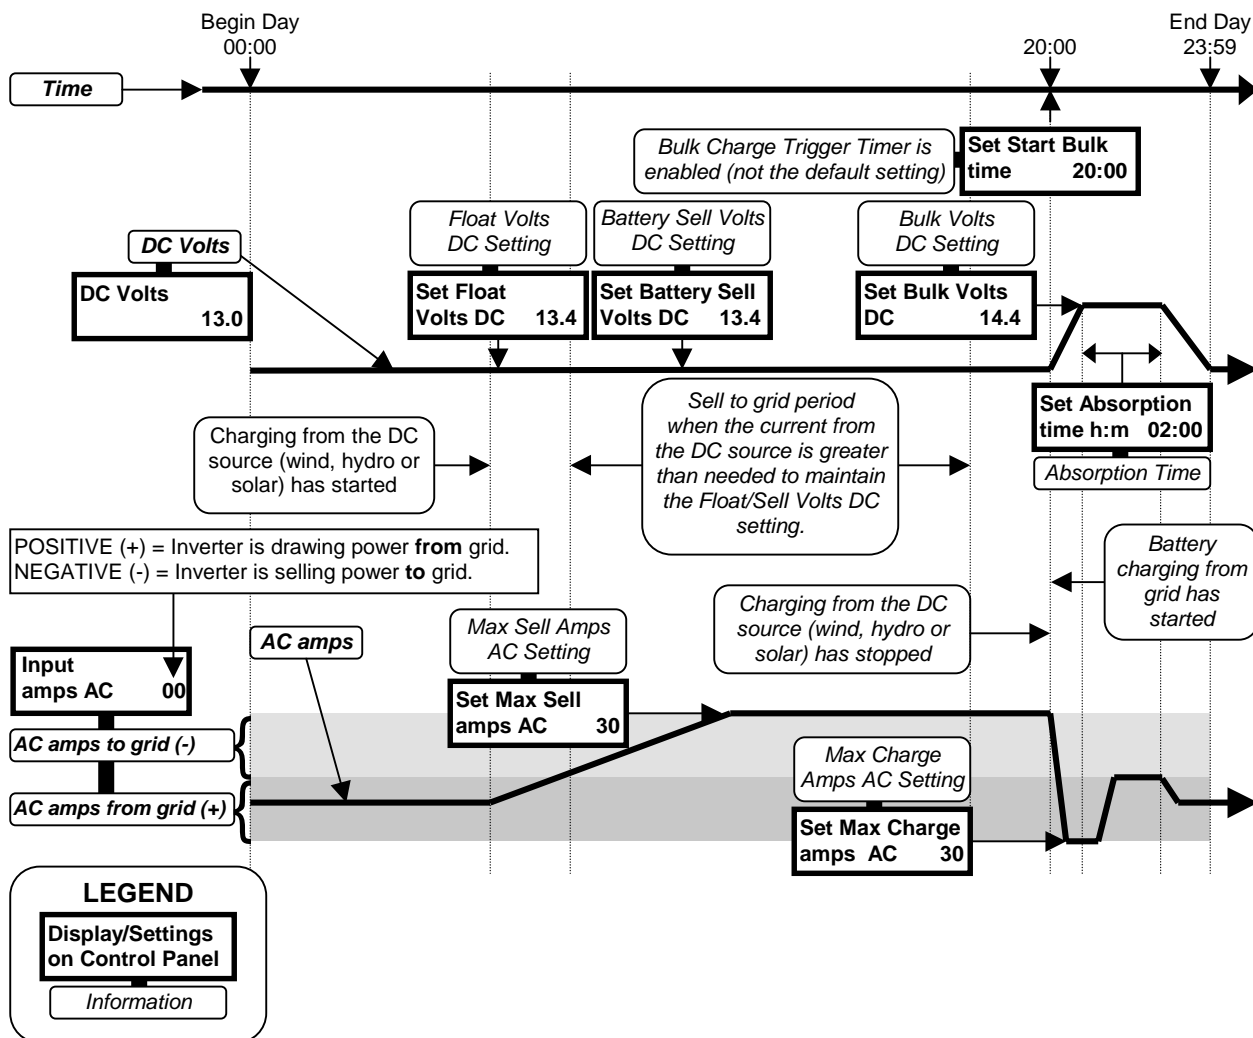 Begin Day
00:00
20:00
End Day
23:59
Time
Bulk Charge Trigger Timer is
enabled (not the default setting)
Set Start Bulk
time 20:00
DC Volts
DC Volts
13.0
Float Volts
DC Setting
Set Float
Volts DC 13.4
Battery Sell Volts
DC Setting
Set Battery Sell
Volts DC 13.4
Bulk Volts
DC Setting
Set Bulk Volts
DC 14.4
Set Absorption
time h:m 02:00
Absorption Time
Charging from the DC
source (wind, hydro or
solar) has started
Sell to grid period
when the current from
the DC source is greater
than needed to maintain
the Float/Sell Volts DC
setting.
POSITIVE (+) = Inverter is drawing power from grid.
NEGATIVE (-) = Inverter is selling power to grid.
Battery
charging from
grid has
started
Charging from the DC
source (wind, hydro or
solar) has stopped
AC amps
Max Sell Amps
AC Setting
Set Max Sell
amps AC 30
Input
amps AC 00
AC amps to grid (-)
AC amps from grid (+)
Max Charge
Amps AC Setting
Set Max Charge
amps AC 30
LEGEND
Display/Settings
on Control Panel
Information